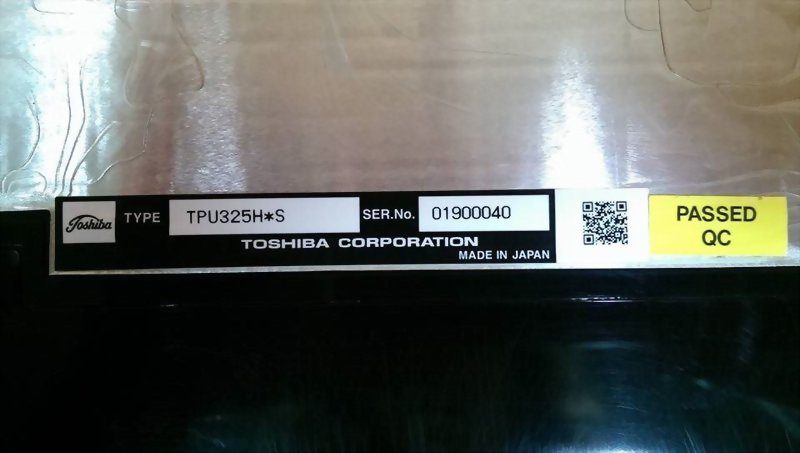 Toshiba TYPE TPU325H*S SER.No. 01900040
TOSHIBA CORPORATION
MADE IN JAPAN
PASSED
QC